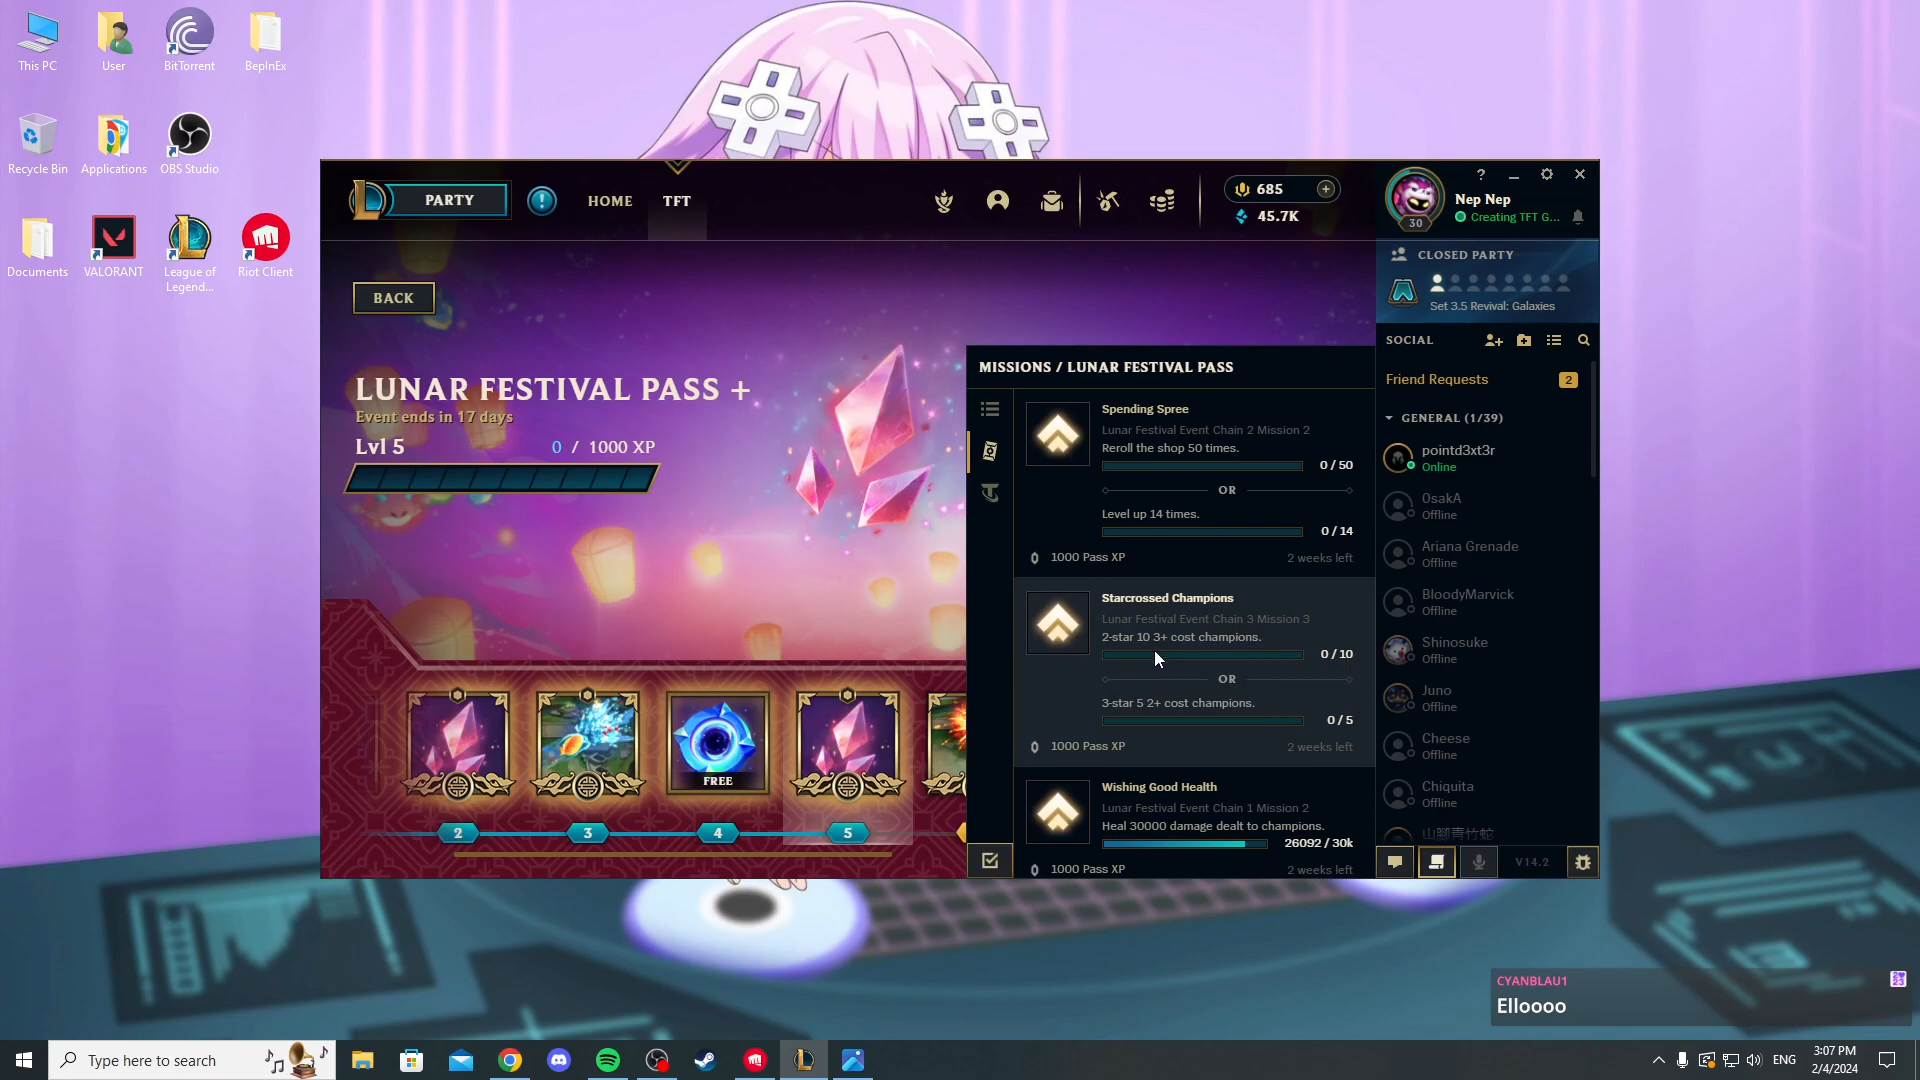 This PC
User
BitTorrent
BepInEx
Recycle Bin
Applications
OBS Studio
Documents
VALORANT
League of
Legend...
Riot Client
PARTY
HOME
TFT
685
45.7K
30
Nep Nep
Creating TFT G...
CLOSED PARTY
Set 3.5 Revival: Galaxies
BACK
LUNAR FESTIVAL PASS +
Event ends in 17 days
Lvl 5
0 / 1000 XP
FREE
2
3
4
5
MISSIONS / LUNAR FESTIVAL PASS
Spending Spree
Lunar Festival Event Chain 2 Mission 2
Reroll the shop 50 times.
0 / 50
OR
Level up 14 times.
0 / 14
1000 Pass XP
2 weeks left
Starcrossed Champions
Lunar Festival Event Chain 3 Mission 3
2-star 10 3+ cost champions.
0 / 10
OR
3-star 5 2+ cost champions.
0 / 5
1000 Pass XP
2 weeks left
Wishing Good Health
Lunar Festival Event Chain 1 Mission 2
Heal 30000 damage dealt to champions.
26092 / 30k
1000 Pass XP
2 weeks left
SOCIAL
Friend Requests
2
GENERAL (1/39)
pointd3xt3r
Online
0sakA
Offline
Ariana Grenade
Offline
BloodyMarvick
Offline
Shinosuke
Offline
Juno
Offline
Cheese
Offline
Chiquita
Offline
山腳青竹蛇
V14.2
CYANBLAU1
Elloooo
Type here to search
ENG
3:07 PM
2/4/2024